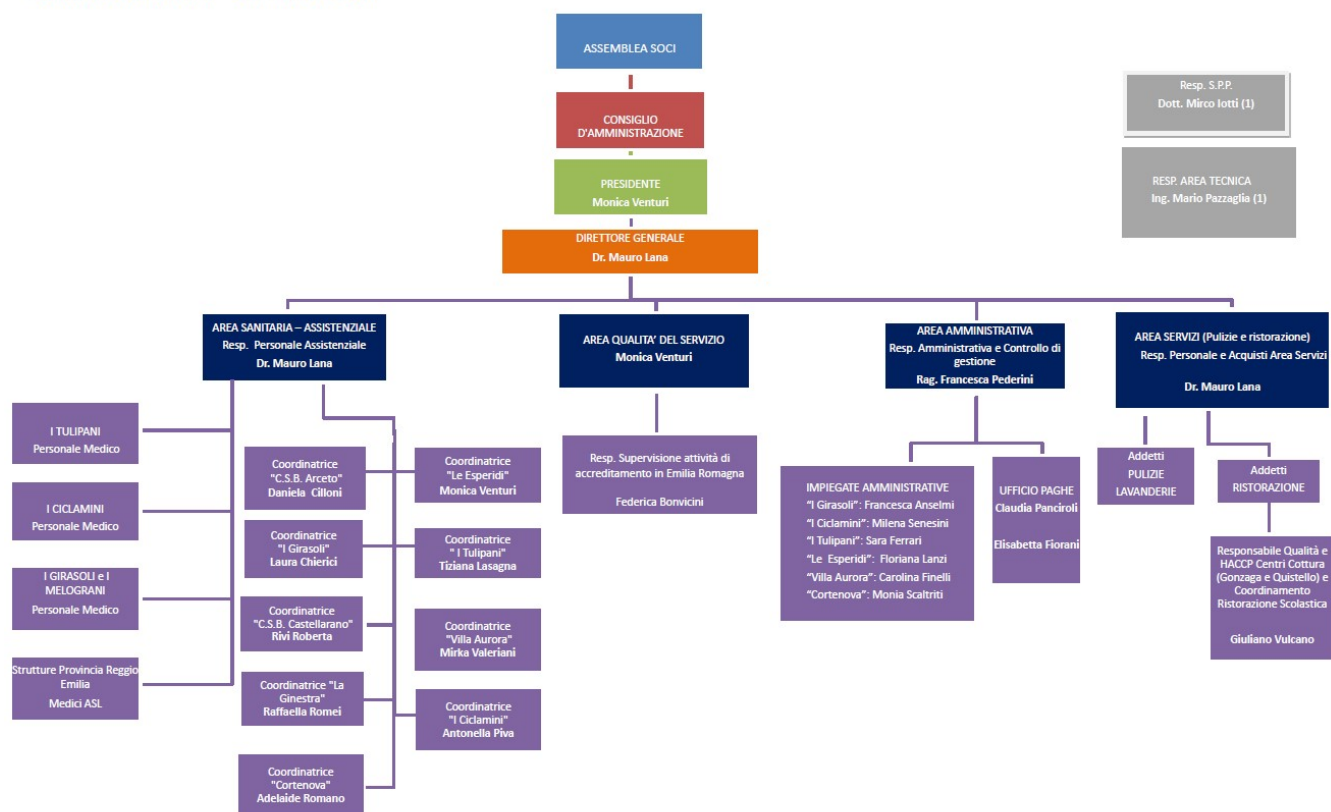 ASSEMBLEA SOCI
CONSIGLIO
D'AMMINISTRAZIONE
PRESIDENTE
Monica Venturi
DIRETTORE GENERALE
Dr. Mauro Lana
Resp. S.P.P.
Dott. Mirco Iotti (1)
RESP. AREA TECNICA
Ing. Mario Pazzaglia (1)
AREA SANITARIA – ASSISTENZIALE
Resp. Personale Assistenziale
Dr. Mauro Lana
AREA QUALITA' DEL SERVIZIO
Monica Venturi
AREA AMMINISTRATIVA
Resp. Amministrativa e Controllo di
gestione
Rag. Francesca Pederini
AREA SERVIZI (Pulizie e ristorazione)
Resp. Personale e Acquisti Area Servizi
Dr. Mauro Lana
I TULIPANI
Personale Medico
I CICLAMINI
Personale Medico
I GIRASOLI e I
MELOGRANI
Personale Medico
Strutture Provincia Reggio
Emilia
Medici ASL
Coordinatrice
"C.S.B. Arceto"
Daniela Cilloni
Coordinatrice
"I Girasoli"
Laura Chierici
Coordinatrice
"C.S.B. Castellarano"
Rivi Roberta
Coordinatrice "La
Ginestra"
Raffaella Romei
Coordinatrice
"Cortenova"
Adelaide Romano
Coordinatrice
"Le Esperidi"
Monica Venturi
Coordinatrice
" I Tulipani"
Tiziana Lasagna
Coordinatrice
"Villa Aurora"
Mirka Valeriani
Coordinatrice
"I Ciclamini"
Antonella Piva
Resp. Supervisione attività di
accreditamento in Emilia Romagna
Federica Bonvicini
IMPIEGATE AMMINISTRATIVE
“I Girasoli”: Francesca Anselmi
“I Ciclamini”: Milena Senesini
“I Tulipani”: Sara Ferrari
“Le Esperidi”: Floriana Lanzi
“Villa Aurora”: Carolina Finelli
“Cortenova”: Monia Scaltriti
UFFICIO PAGHE
Claudia Panciroli
Elisabetta Fiorani
Addetti
PULIZIE
LAVANDERIE
Addetti
RISTORAZIONE
Responsabile Qualità e
HACCP Centri Cottura
(Gonzaga e Quistello) e
Coordinamento
Ristorazione Scolastica
Giuliano Vulcano